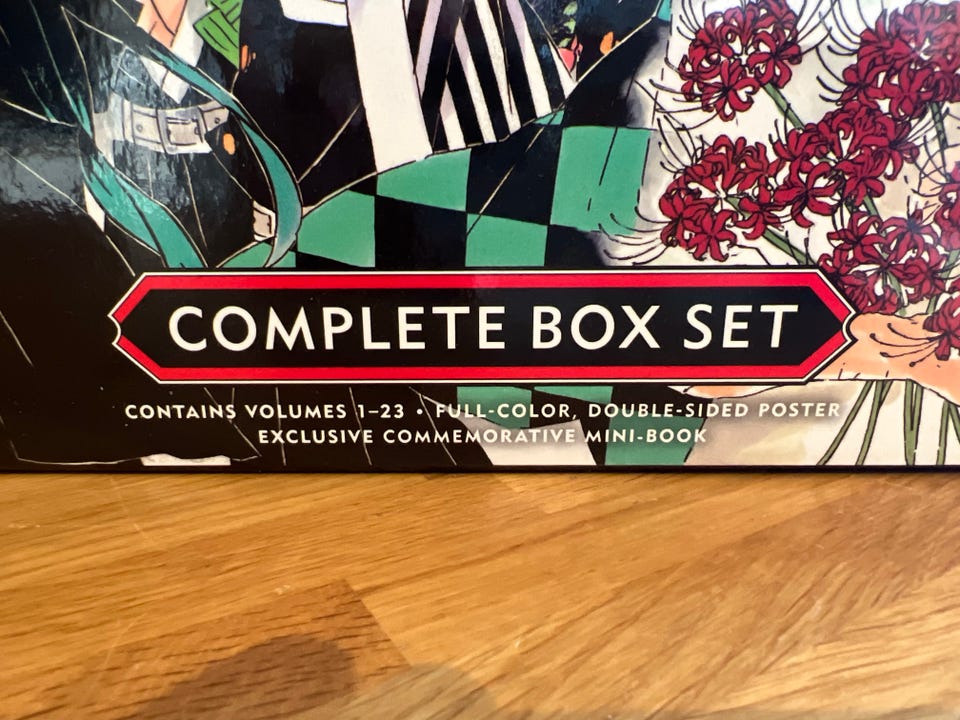 COMPLETE BOX SET
CONTAINS VOLUMES 1–23 • FULL-COLOR, DOUBLE-SIDED POSTER
EXCLUSIVE COMMEMORATIVE MINI-BOOK